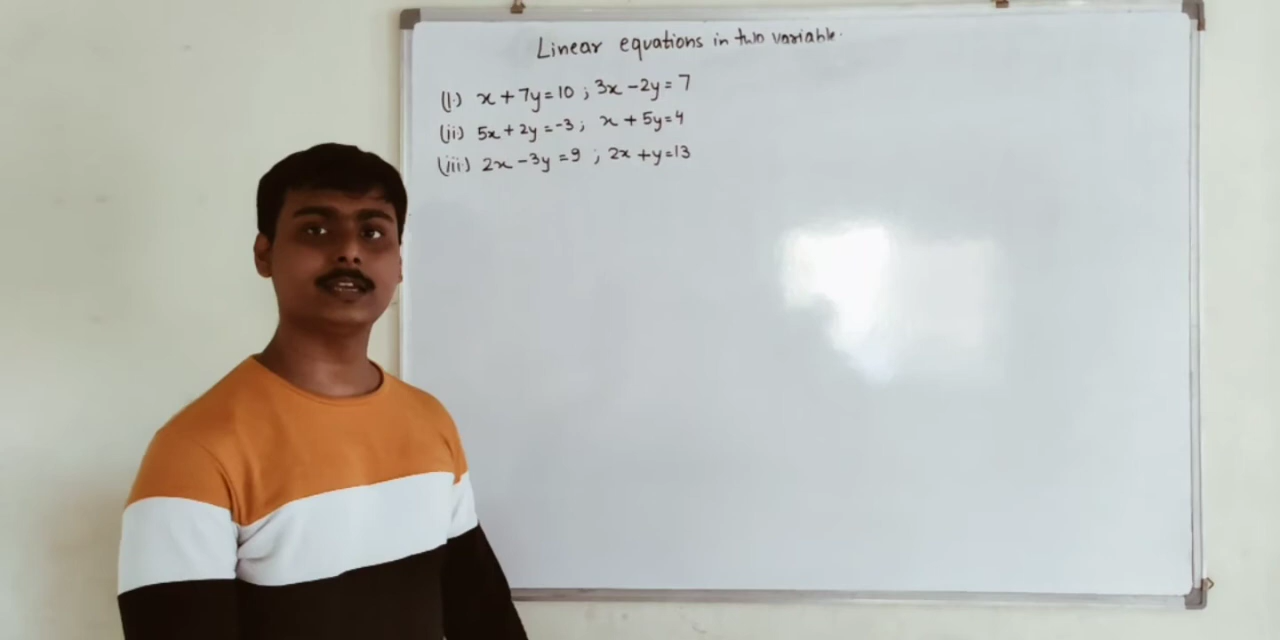 Linear equations in two variable.
(i.) x + 7y = 10 ; 3x - 2y = 7
(ii) 5x + 2y = -3 ; x + 5y = 4
(iii.) 2x - 3y = 9 ; 2x + y = 13